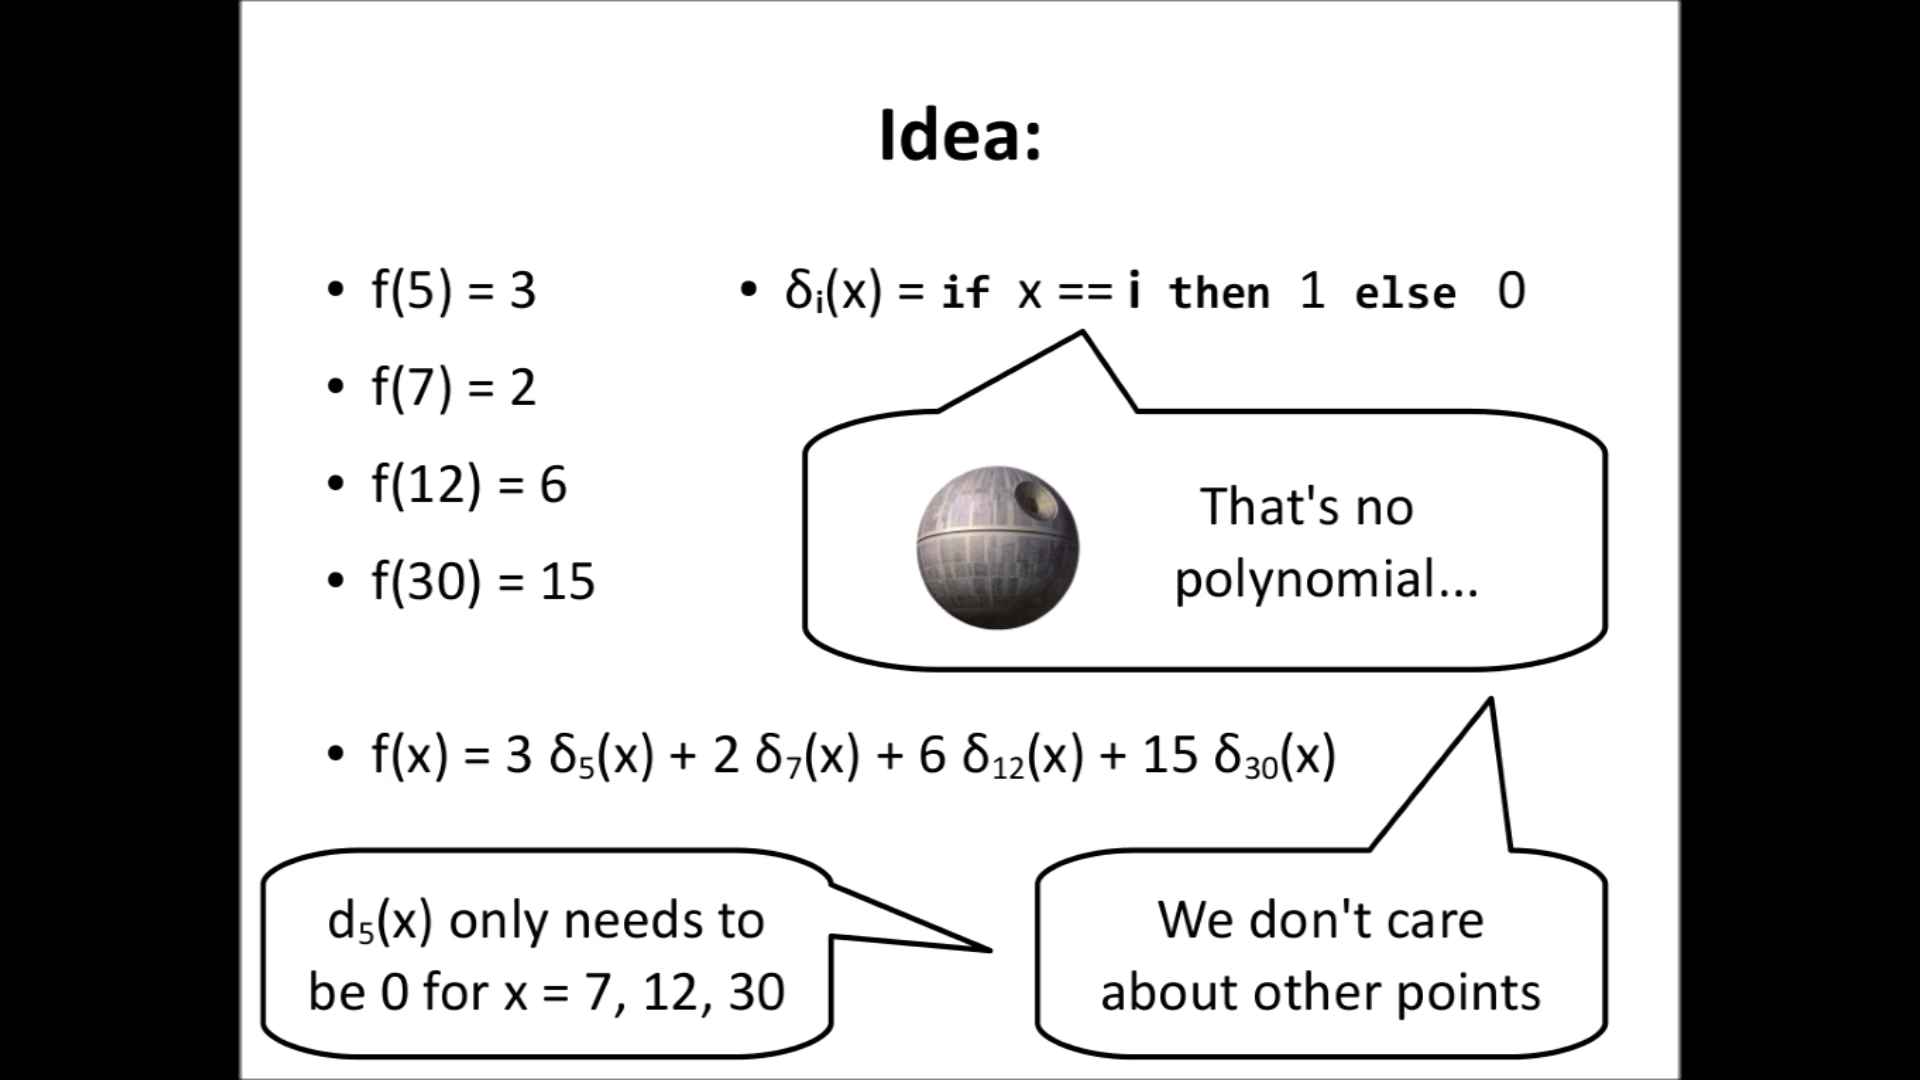 Idea:
• f(5) = 3
• δᵢ(x) = if x == i then 1 else 0
• f(7) = 2
• f(12) = 6
• f(30) = 15
That's no
polynomial...
• f(x) = 3 δ₅(x) + 2 δ₇(x) + 6 δ₁₂(x) + 15 δ₃₀(x)
d₅(x) only needs to
be 0 for x = 7, 12, 30
We don't care
about other points